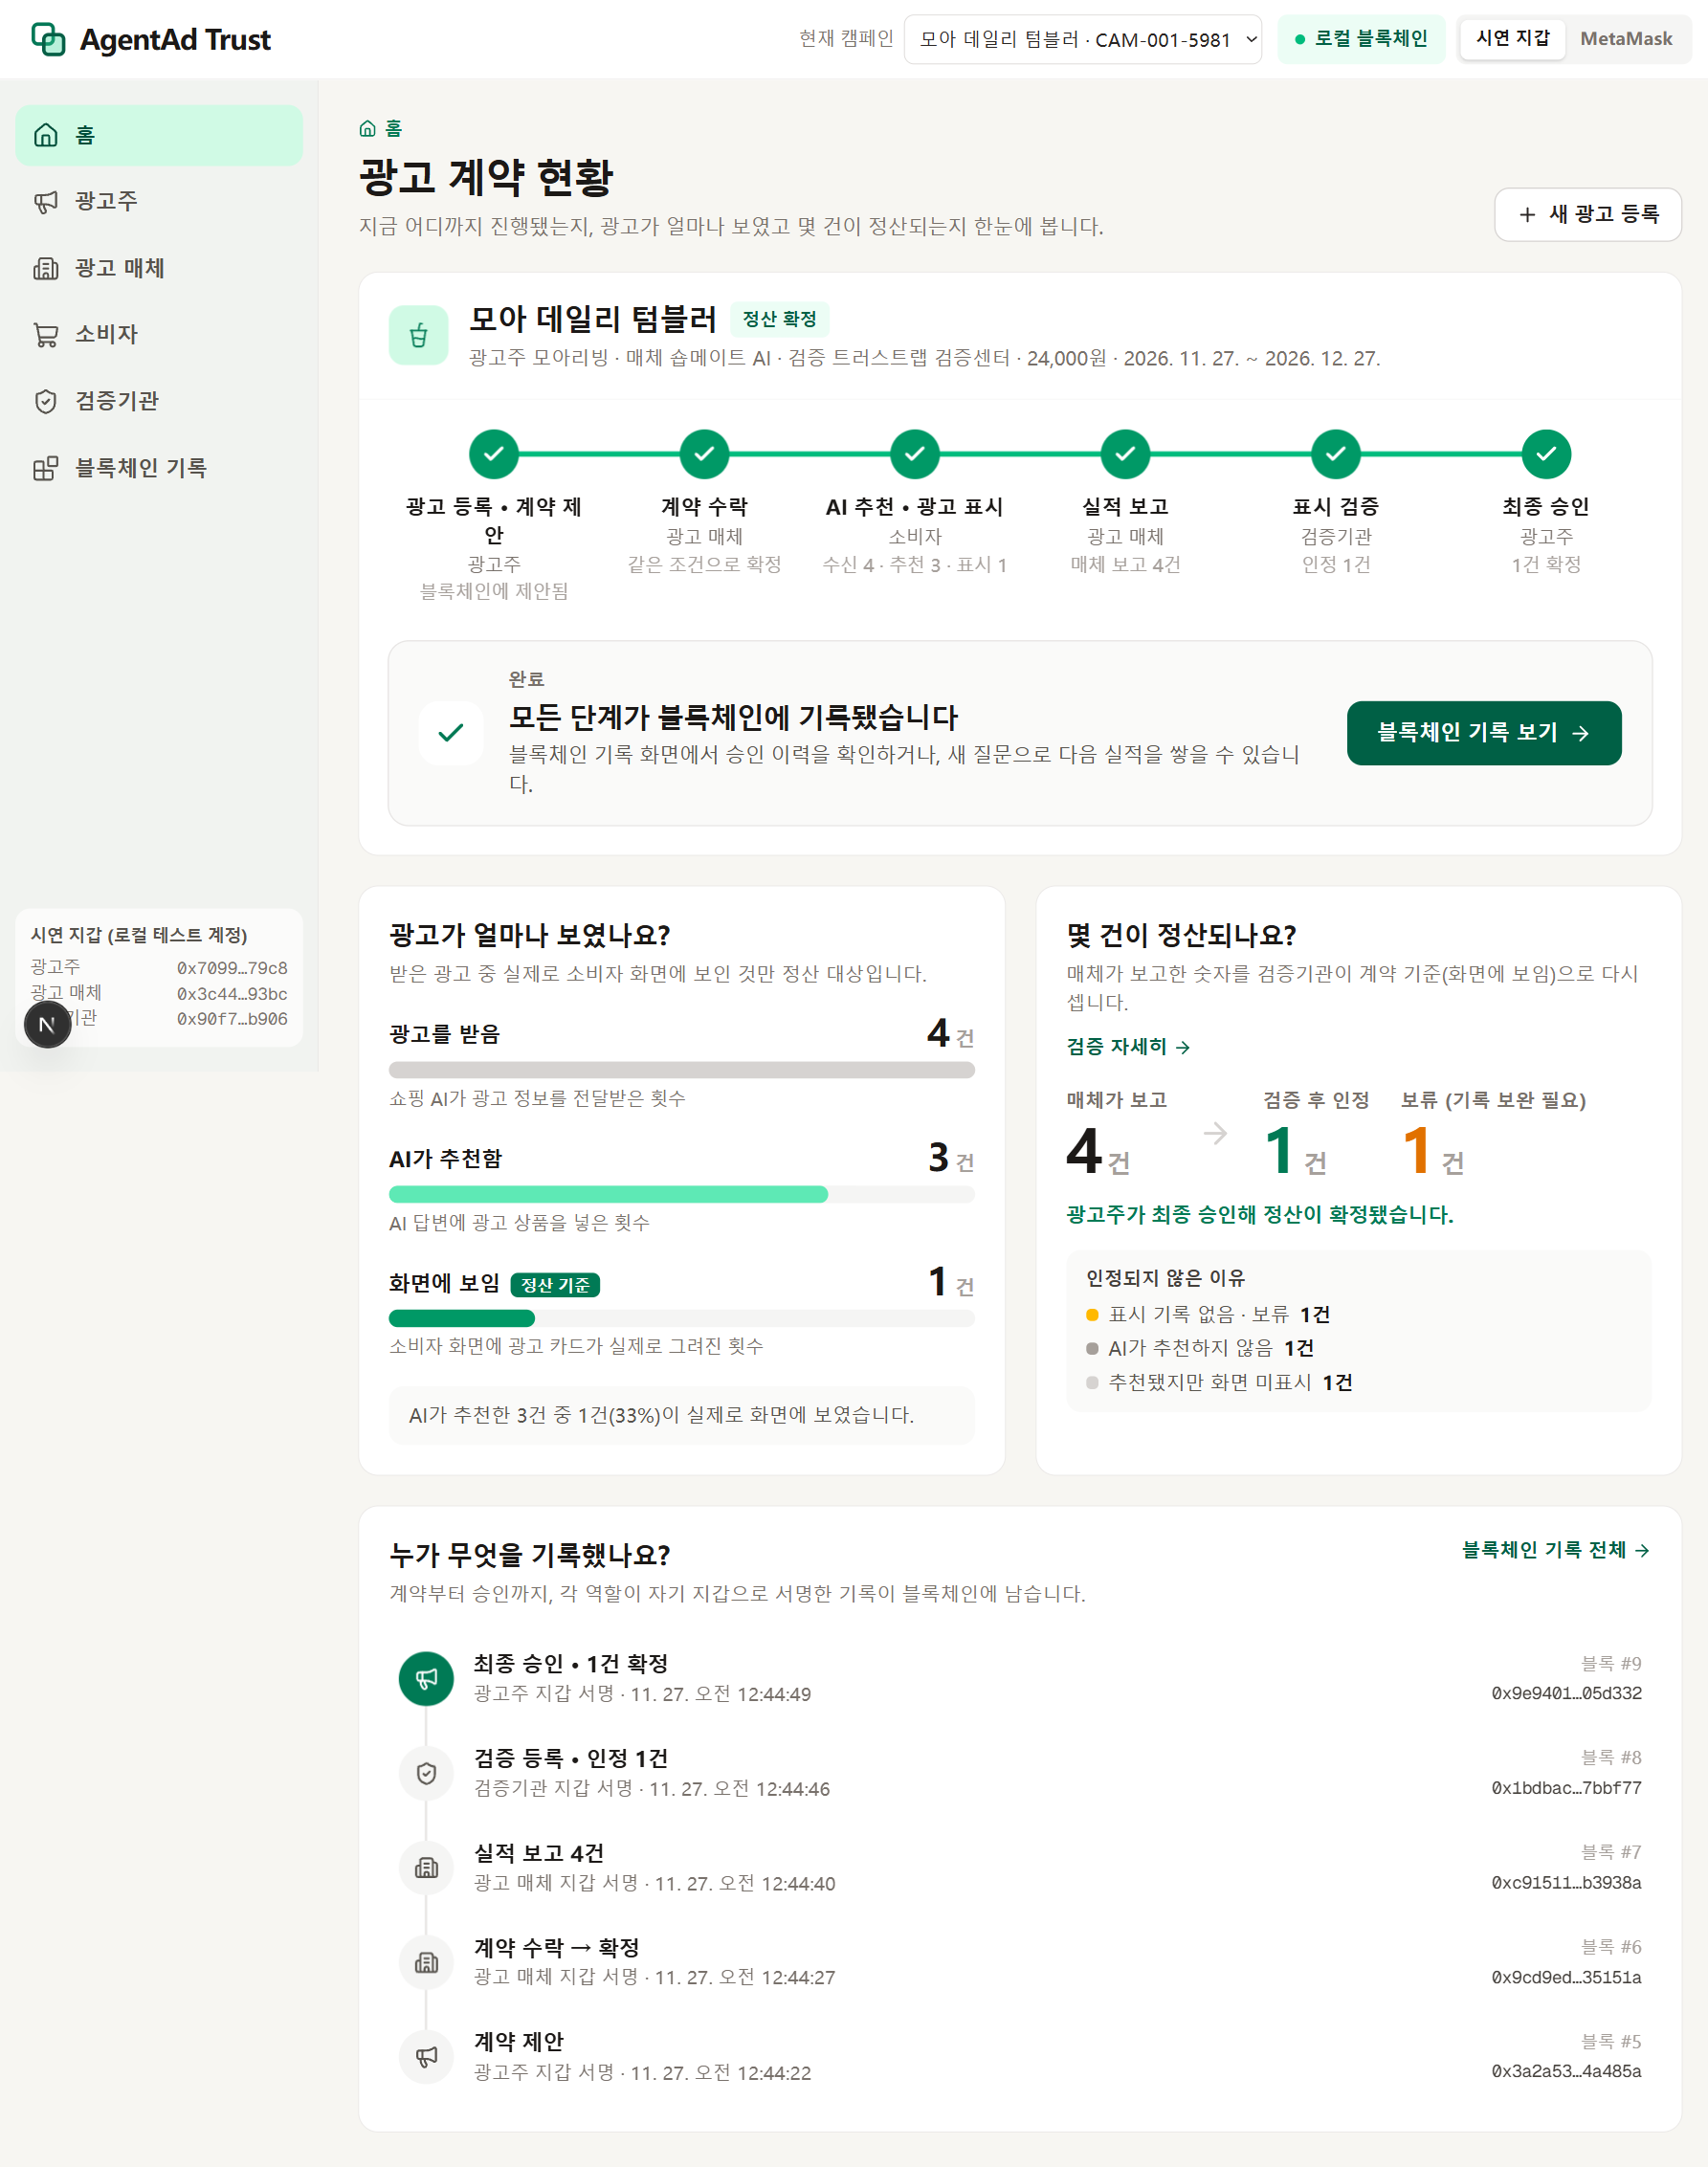 AgentAd Trust
현재 캠페인
모아 데일리 텀블러 · CAM-001-5981
로컬 블록체인
시연 지갑
MetaMask
홈
광고주
광고 매체
소비자
검증기관
블록체인 기록
시연 지갑 (로컬 테스트 계정)
광고주 0x7099…79c8
광고 매체 0x3c44…93bc
기관 0x90f7…b906
N
홈
광고 계약 현황
지금 어디까지 진행됐는지, 광고가 얼마나 보였고 몇 건이 정산되는지 한눈에 봅니다.
+ 새 광고 등록
모아 데일리 텀블러 정산 확정
광고주 모아리빙 · 매체 숍메이트 AI · 검증 트러스트랩 검증센터 · 24,000원 · 2026. 11. 27. ~ 2026. 12. 27.
광고 등록 • 계약 제
안
광고주
블록체인에 제안됨
계약 수락
광고 매체
같은 조건으로 확정
AI 추천 • 광고 표시
소비자
수신 4 · 추천 3 · 표시 1
실적 보고
광고 매체
매체 보고 4건
표시 검증
검증기관
인정 1건
최종 승인
광고주
1건 확정
완료
모든 단계가 블록체인에 기록됐습니다
블록체인 기록 화면에서 승인 이력을 확인하거나, 새 질문으로 다음 실적을 쌓을 수 있습니
다.
블록체인 기록 보기 →
광고가 얼마나 보였나요?
받은 광고 중 실제로 소비자 화면에 보인 것만 정산 대상입니다.
광고를 받음 4 건
쇼핑 AI가 광고 정보를 전달받은 횟수
AI가 추천함 3 건
AI 답변에 광고 상품을 넣은 횟수
화면에 보임 정산 기준 1 건
소비자 화면에 광고 카드가 실제로 그려진 횟수
AI가 추천한 3건 중 1건(33%)이 실제로 화면에 보였습니다.
몇 건이 정산되나요?
매체가 보고한 숫자를 검증기관이 계약 기준(화면에 보임)으로 다시
셉니다.
검증 자세히 →
매체가 보고
4 건
→
검증 후 인정
1 건
보류 (기록 보완 필요)
1 건
광고주가 최종 승인해 정산이 확정됐습니다.
인정되지 않은 이유
표시 기록 없음 · 보류 1건
AI가 추천하지 않음 1건
추천됐지만 화면 미표시 1건
누가 무엇을 기록했나요?
블록체인 기록 전체 →
계약부터 승인까지, 각 역할이 자기 지갑으로 서명한 기록이 블록체인에 남습니다.
최종 승인 • 1건 확정
블록 #9
광고주 지갑 서명 · 11. 27. 오전 12:44:49
0x9e9401…05d332
검증 등록 • 인정 1건
블록 #8
검증기관 지갑 서명 · 11. 27. 오전 12:44:46
0x1bdbac…7bbf77
실적 보고 4건
블록 #7
광고 매체 지갑 서명 · 11. 27. 오전 12:44:40
0xc91511…b3938a
계약 수락 → 확정
블록 #6
광고 매체 지갑 서명 · 11. 27. 오전 12:44:27
0x9cd9ed…35151a
계약 제안
블록 #5
광고주 지갑 서명 · 11. 27. 오전 12:44:22
0x3a2a53…4a485a